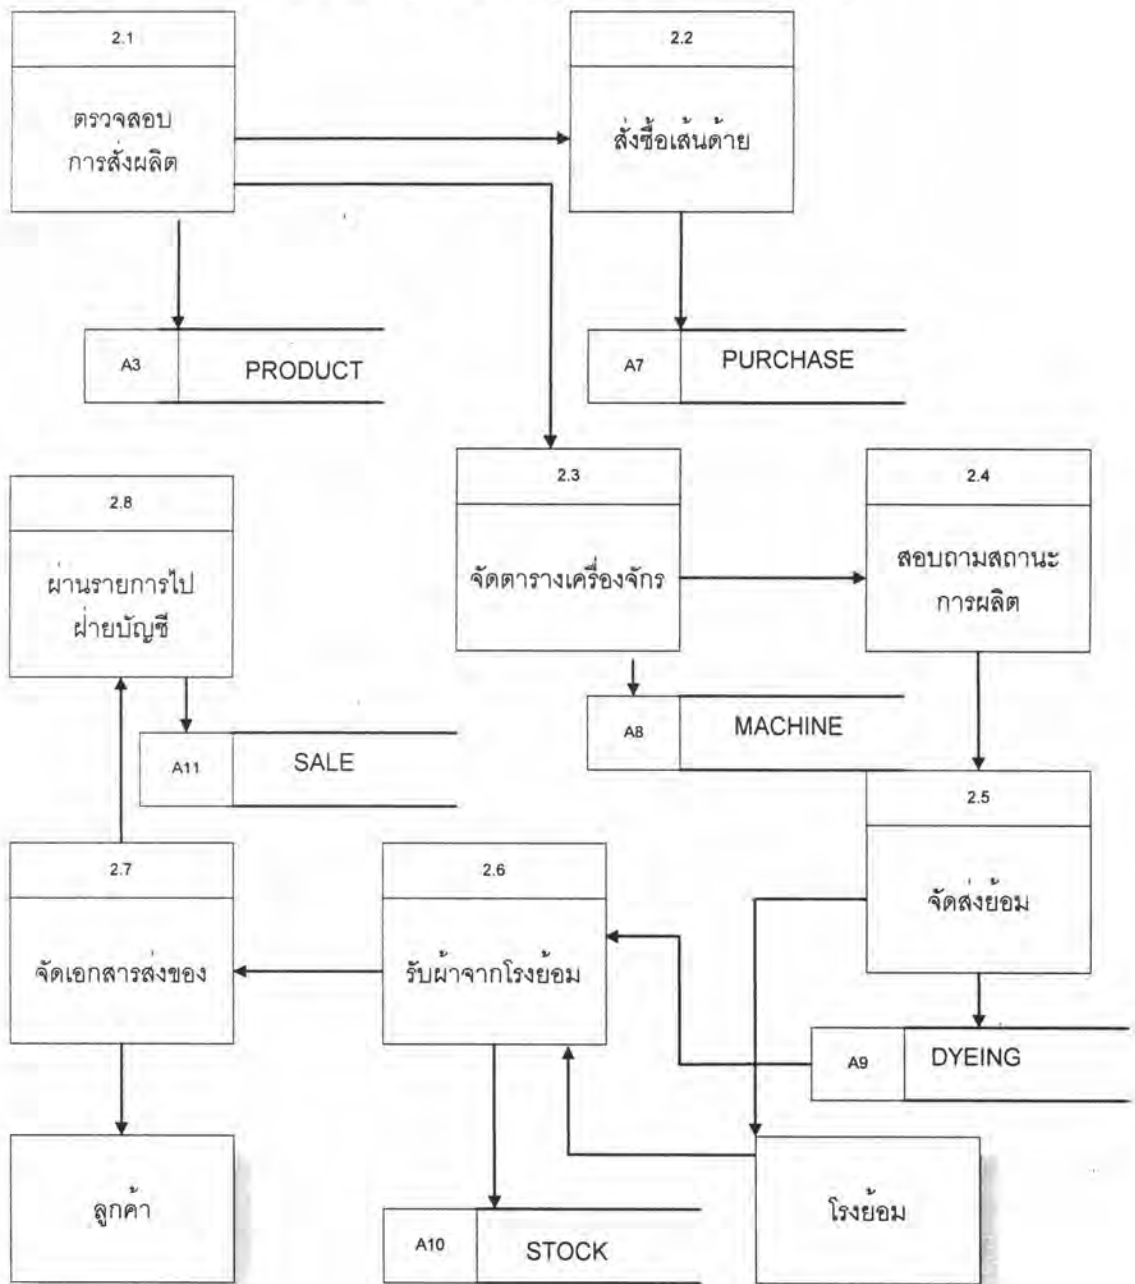 2.1
ตรวจสอบ
การสั่งผลิต
2.2
สั่งซื้อเส้นด้าย
A3
PRODUCT
A7
PURCHASE
2.3
จัดตารางเครื่องจักร
2.4
สอบถามสถานะ
การผลิต
2.8
ผ่านรายการไป
ฝ่ายบัญชี
A8
MACHINE
A11
SALE
2.5
จัดส่งย้อม
2.7
จัดเอกสารส่งของ
2.6
รับผ้าจากโรงย้อม
A9
DYEING
ลูกค้า
โรงย้อม
A10
STOCK